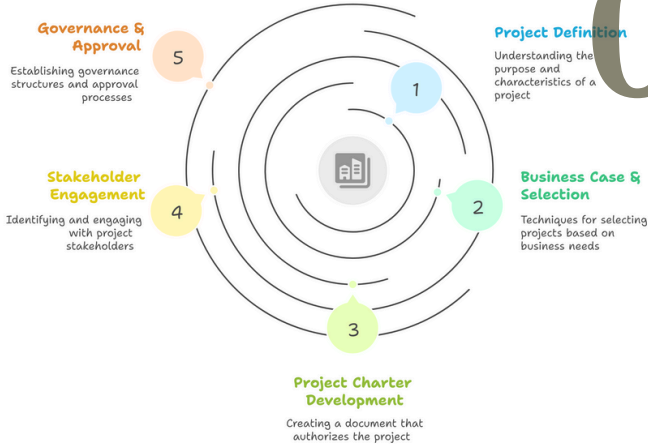 1
Project Definition
Understanding the
purpose and
characteristics of a
project
2
Business Case &
Selection
Techniques for selecting
projects based on
business needs
3
Project Charter
Development
Creating a document that
authorizes the project
4
Stakeholder
Engagement
Identifying and engaging
with project
stakeholders
5
Governance &
Approval
Establishing governance
structures and approval
processes